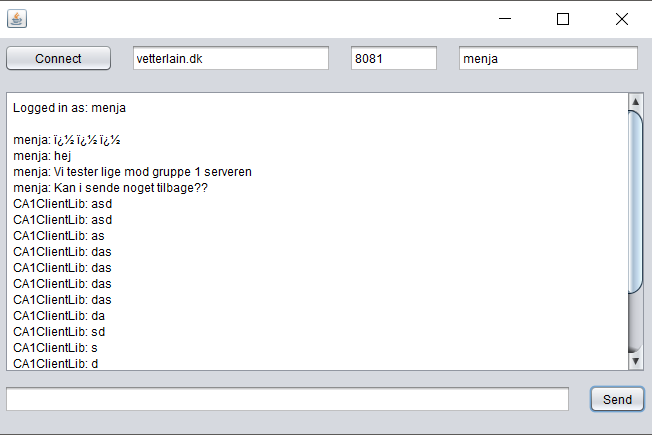 Connect vetterlain.dk 8081 menja
Logged in as: menja
menja: ï¿½ ï¿½ ï¿½
menja: hej
menja: Vi tester lige mod gruppe 1 serveren
menja: Kan i sende noget tilbage??
CA1ClientLib: asd
CA1ClientLib: asd
CA1ClientLib: as
CA1ClientLib: das
CA1ClientLib: das
CA1ClientLib: das
CA1ClientLib: das
CA1ClientLib: da
CA1ClientLib: sd
CA1ClientLib: s
CA1ClientLib: d
Send